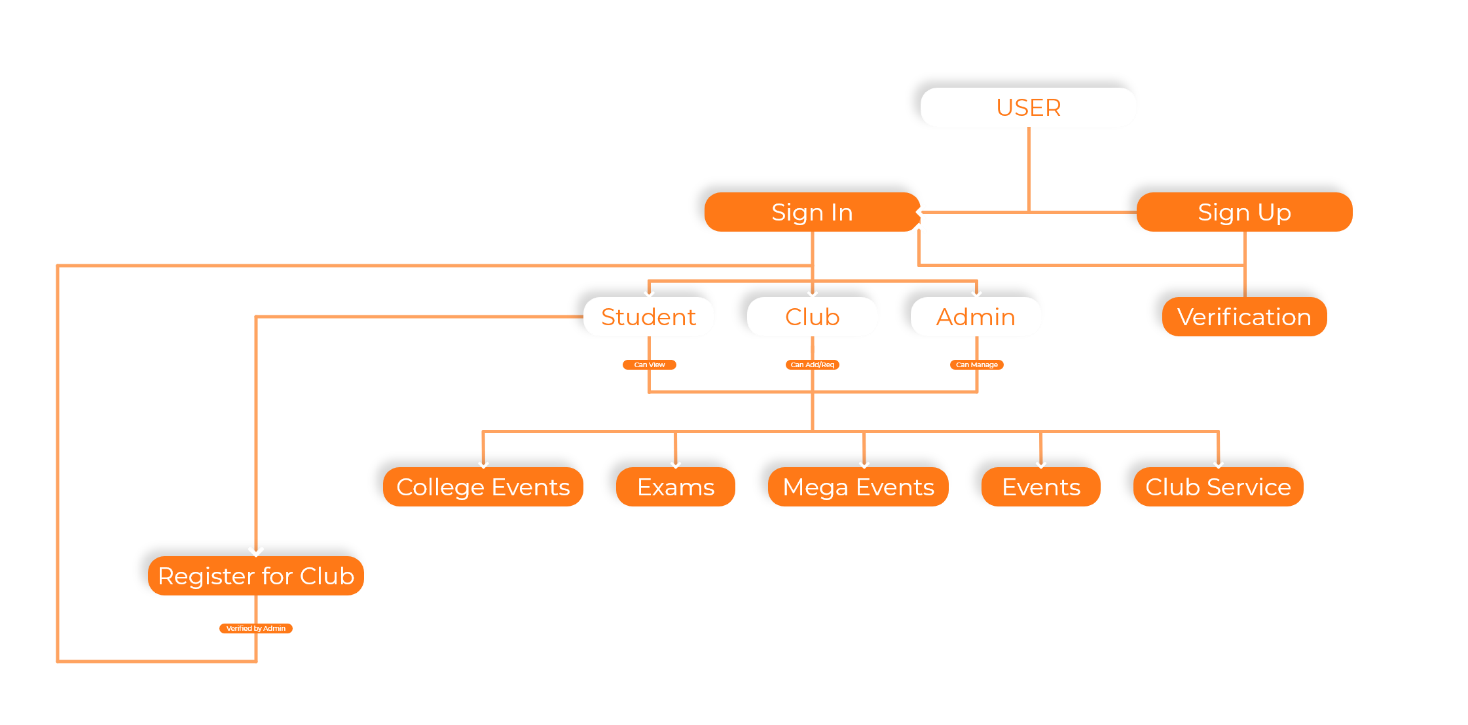 USER
Sign In
Sign Up
Student
Club
Admin
Verification
Can View
Can Add/Req
Can Manage
College Events
Exams
Mega Events
Events
Club Service
Register for Club
Verified by Admin